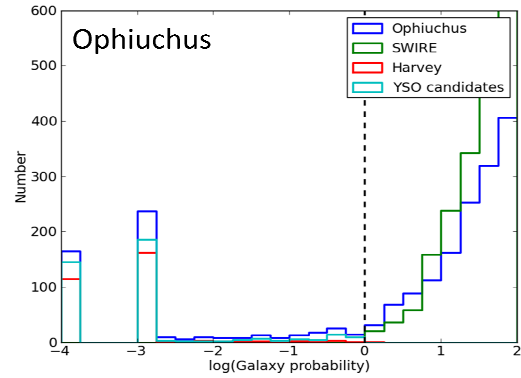 Ophiuchus
Ophiuchus
SWIRE
Harvey
YSO candidates
600
500
400
300
200
100
0
Number
−4 −3 −2 −1 0 1 2
log(Galaxy probability)